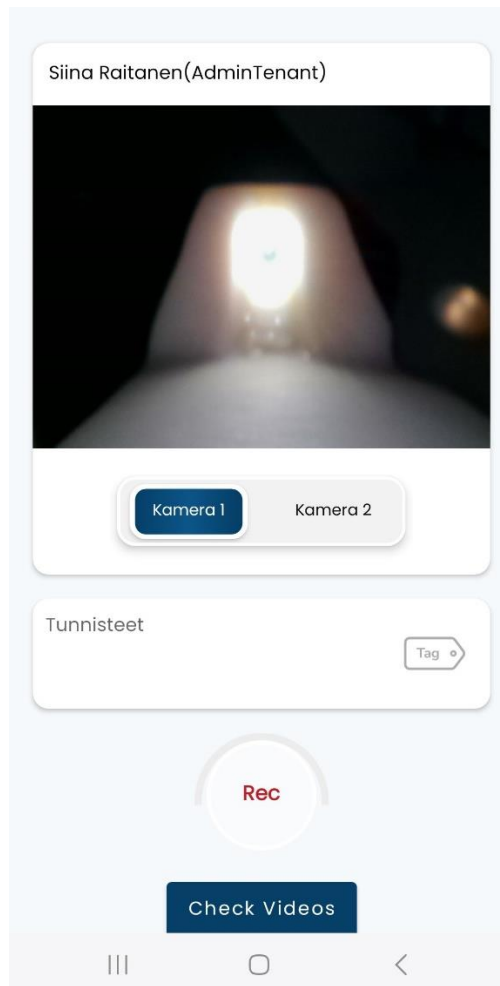 Siina Raitanen(AdminTenant)
Kamera 1
Kamera 2
Tunnisteet
Tag
Rec
Check Videos